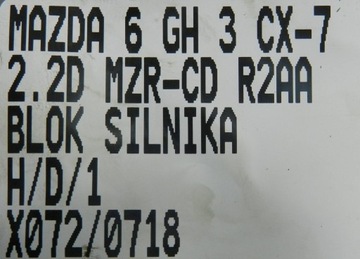 MAZDA 6 GH 3 CX-7
2.2D MZR-CD R2AA
BLOK SILNIKA
H/D/1
X072/0718